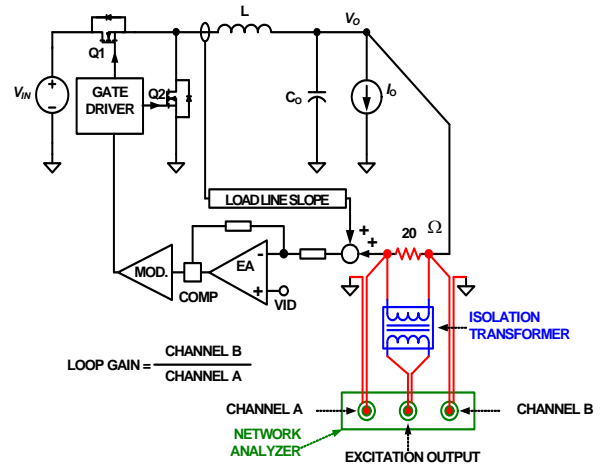 L
V_O
Q1
V_IN
+
-
GATE
DRIVER
Q2
C_O
I_O
LOAD LINE SLOPE
+
+
20 Ω
MOD.
COMP
EA
-
+
VID
ISOLATION
TRANSFORMER
LOOP GAIN = CHANNEL B
CHANNEL A
CHANNEL A
CHANNEL B
NETWORK
ANALYZER
EXCITATION OUTPUT